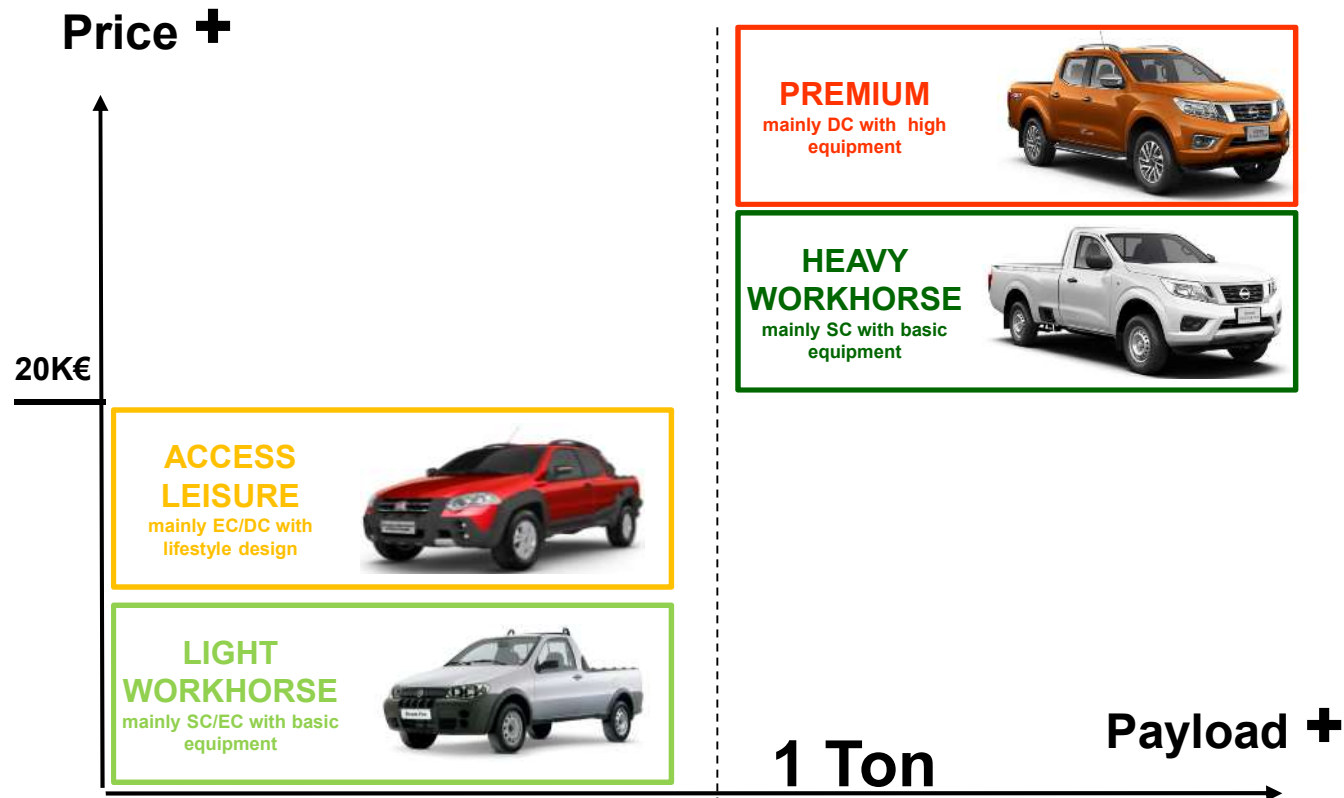 Price +
PREMIUM
mainly DC with high
equipment
HEAVY
WORKHORSE
mainly SC with basic
equipment
20K€
ACCESS
LEISURE
mainly EC/DC with
lifestyle design
LIGHT
WORKHORSE
mainly SC/EC with basic
equipment
Payload +
1 Ton